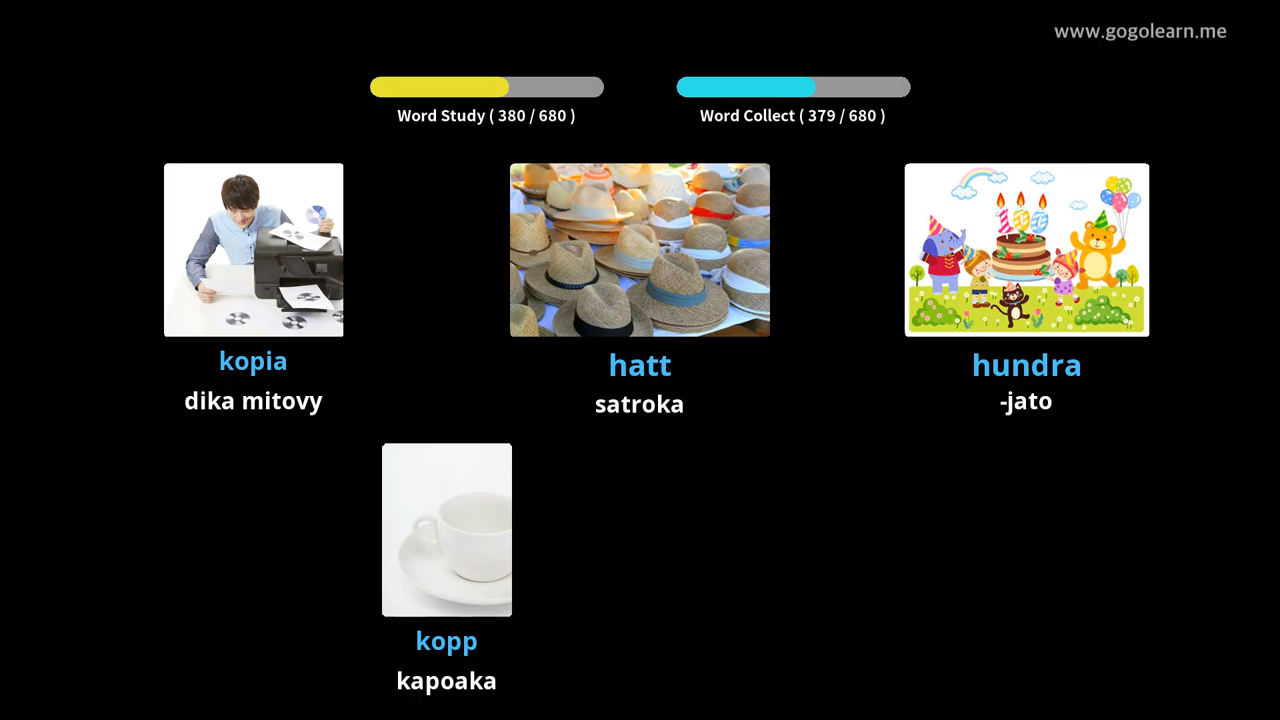 www.gogolearn.me
Word Study ( 380 / 680 )
Word Collect ( 379 / 680 )
100
kopia
dika mitovy
hatt
satroka
hundra
-jato
kopp
kapoaka